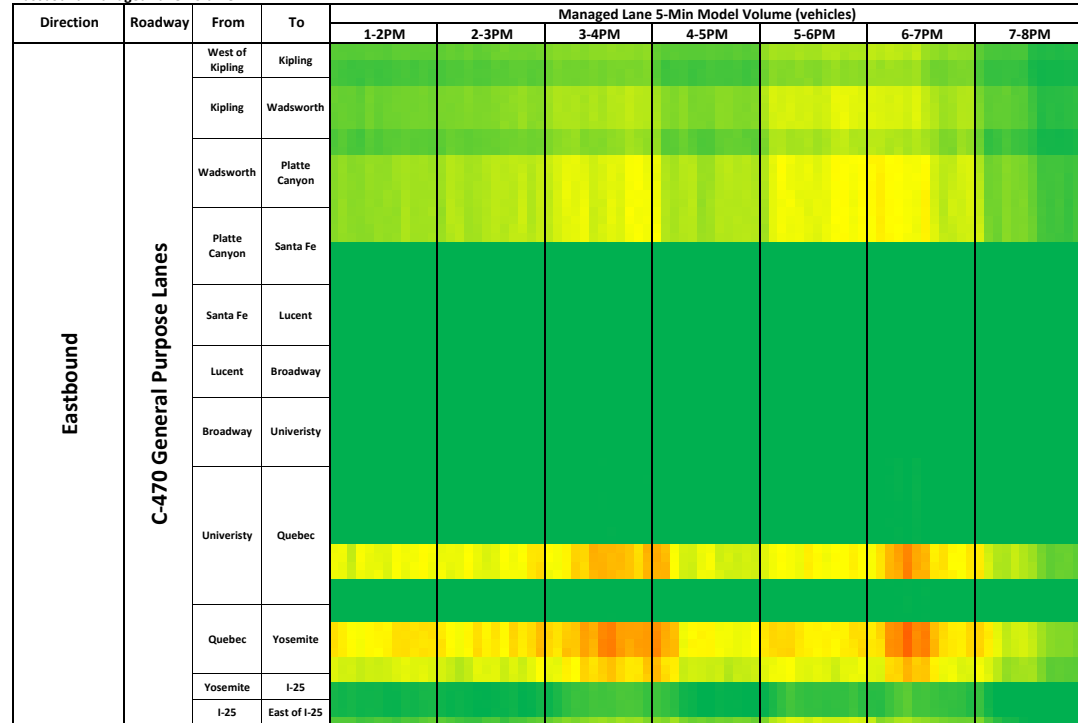 Managed Lane 5-Min Model Volume (vehicles)
Direction Roadway From To
1-2PM 2-3PM 3-4PM 4-5PM 5-6PM 6-7PM 7-8PM
Eastbound
C-470 General Purpose Lanes
West of
Kipling
Kipling
Kipling Wadsworth
Wadsworth
Platte
Canyon
Platte
Canyon
Santa Fe
Santa Fe Lucent
Lucent Broadway
Broadway Univeristy
Univeristy Quebec
Quebec Yosemite
Yosemite I-25
I-25 East of I-25